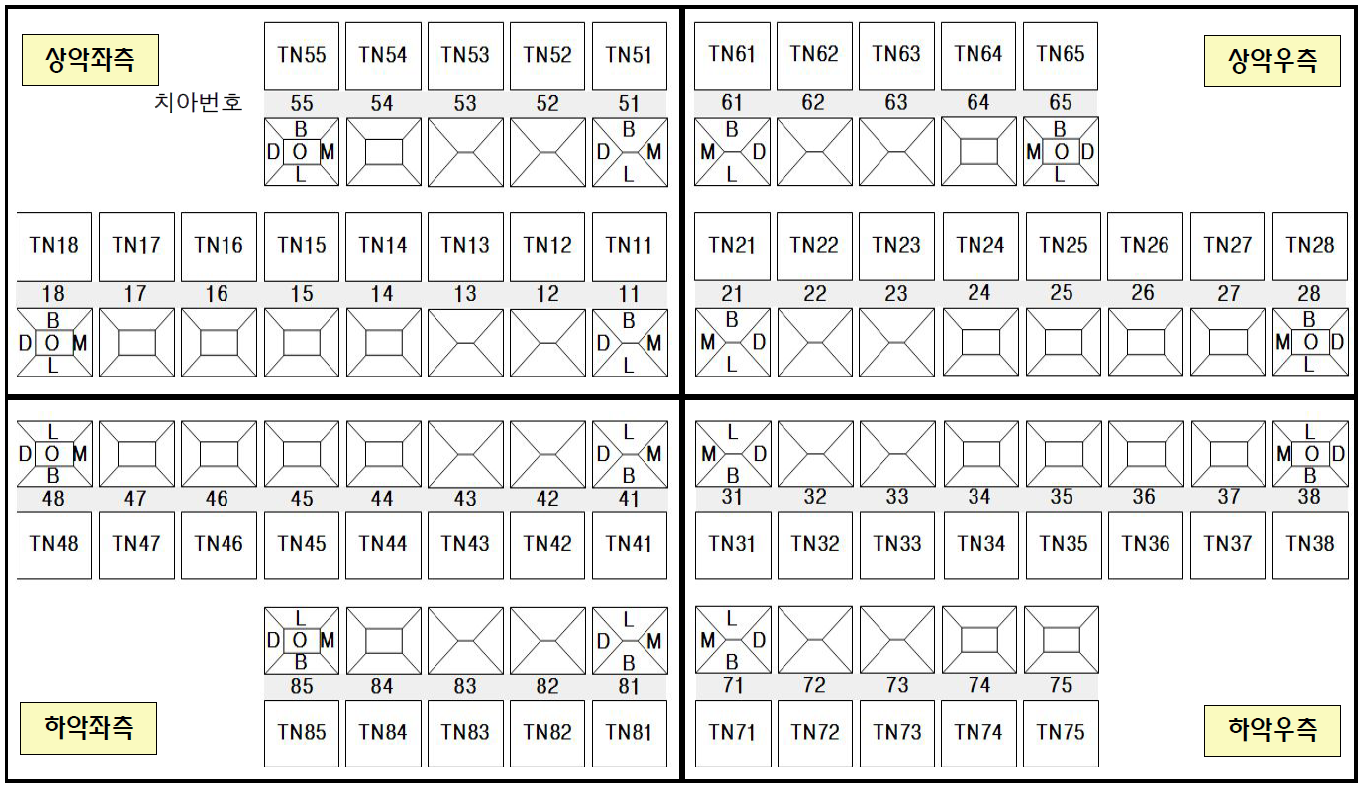 상악좌측
상악우측
TN55 TN54 TN53 TN52 TN51 TN61 TN62 TN63 TN64 TN65
치아번호 55 54 53 52 51 61 62 63 64 65
B B B B
D O M D M M D M O D
L L L L
TN18 TN17 TN16 TN15 TN14 TN13 TN12 TN11 TN21 TN22 TN23 TN24 TN25 TN26 TN27 TN28
18 17 16 15 14 13 12 11 21 22 23 24 25 26 27 28
B B B B
D O M D M M D M O D
L L L L
L L L L
D O M D M M D M O D
B B B B
48 47 46 45 44 43 42 41 31 32 33 34 35 36 37 38
TN48 TN47 TN46 TN45 TN44 TN43 TN42 TN41 TN31 TN32 TN33 TN34 TN35 TN36 TN37 TN38
L L L
D O M D M M D
B B B
85 84 83 82 81 71 72 73 74 75
TN85 TN84 TN83 TN82 TN81 TN71 TN72 TN73 TN74 TN75
하악좌측
하악우측